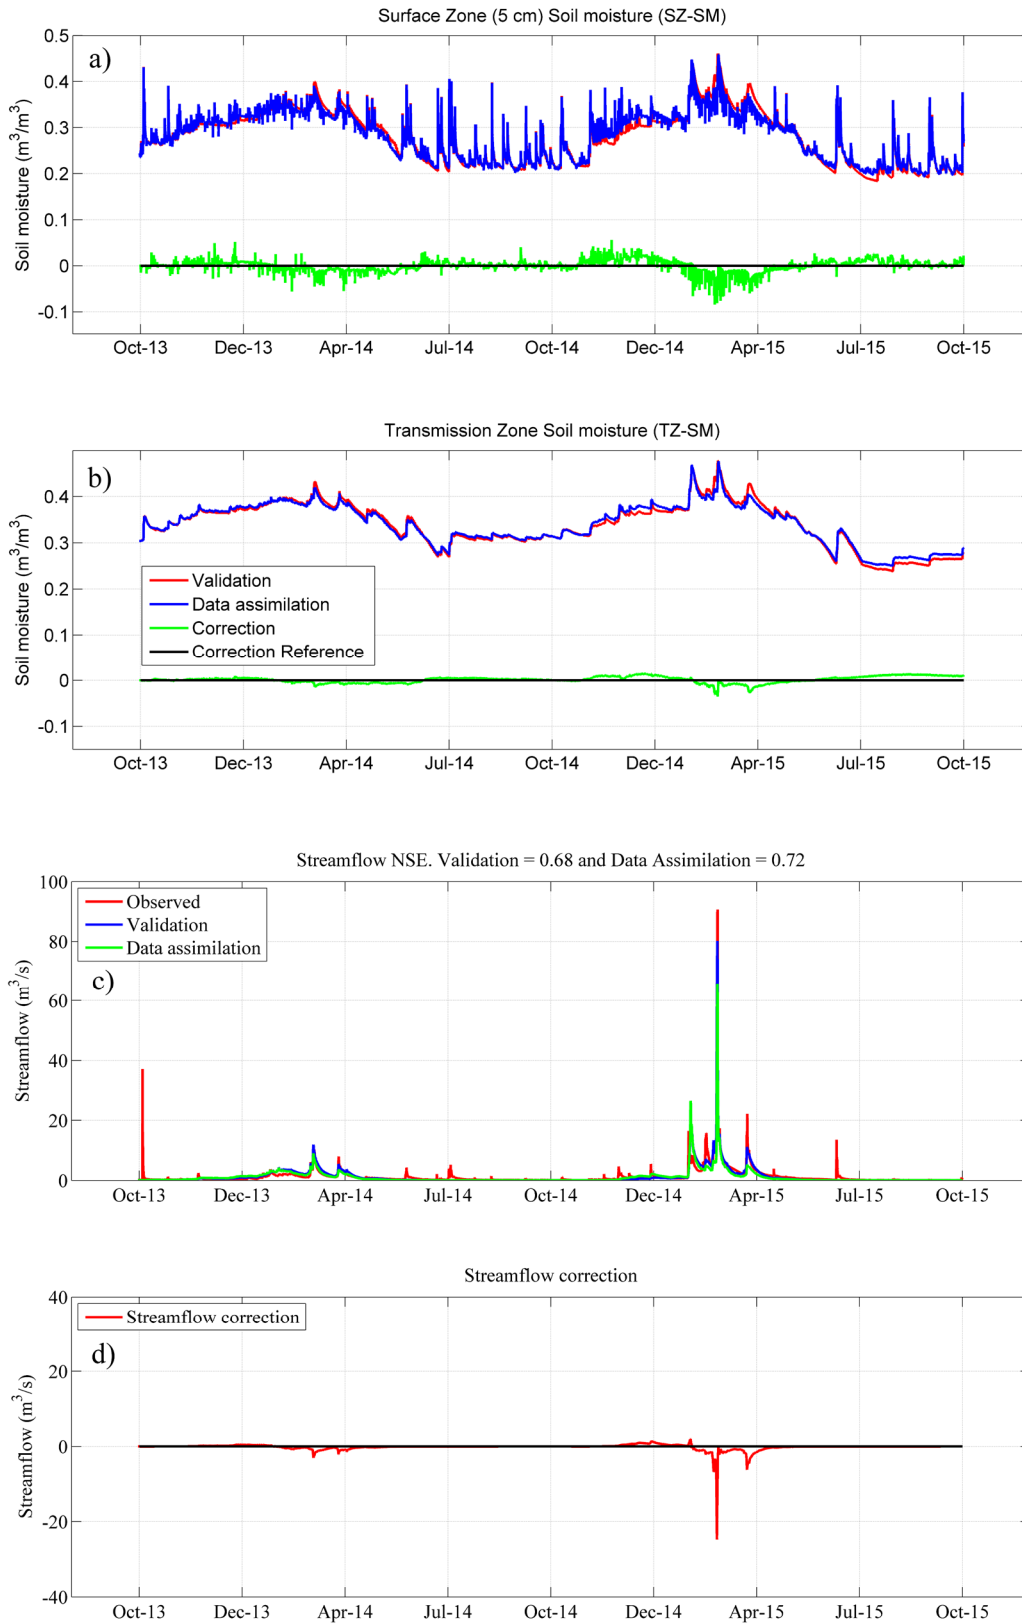 Surface Zone (5 cm) Soil moisture (SZ-SM)
a)
Soil moisture (m³/m³)
0.5
0.4
0.3
0.2
0.1
0
-0.1
Oct-13 Dec-13 Apr-14 Jul-14 Oct-14 Dec-14 Apr-15 Jul-15 Oct-15
Transmission Zone Soil moisture (TZ-SM)
b)
Soil moisture (m³/m³)
0.4
0.3
0.2
0.1
0
-0.1
Validation
Data assimilation
Correction
Correction Reference
Oct-13 Dec-13 Apr-14 Jul-14 Oct-14 Dec-14 Apr-15 Jul-15 Oct-15
Streamflow NSE. Validation = 0.68 and Data Assimilation = 0.72
Observed
Validation
Data assimilation
c)
Streamflow (m³/s)
100
80
60
40
20
0
Oct-13 Dec-13 Apr-14 Jul-14 Oct-14 Dec-14 Apr-15 Jul-15 Oct-15
Streamflow correction
Streamflow correction
d)
Streamflow (m³/s)
40
20
0
-20
-40
Oct-13 Dec-13 Apr-14 Jul-14 Oct-14 Dec-14 Apr-15 Jul-15 Oct-15